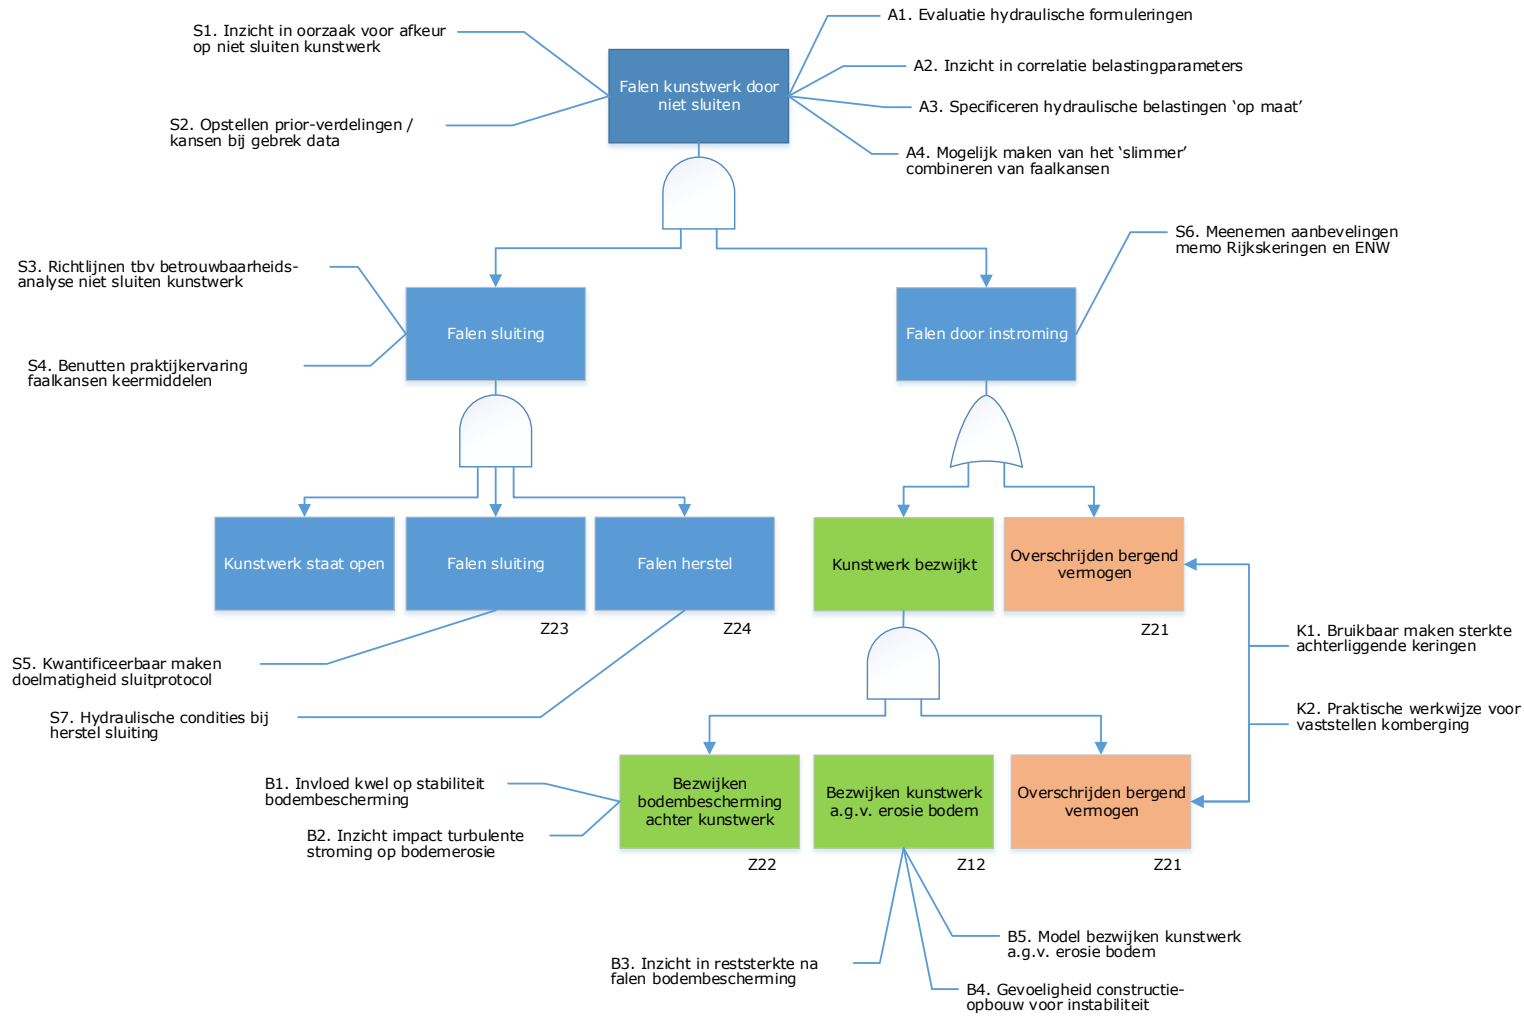 S1. Inzicht in oorzaak voor afkeur
op niet sluiten kunstwerk
S2. Opstellen prior-verdelingen /
kansen bij gebrek data
Falen kunstwerk door
niet sluiten
A1. Evaluatie hydraulische formuleringen
A2. Inzicht in correlatie belastingparameters
A3. Specificeren hydraulische belastingen ‘op maat’
A4. Mogelijk maken van het ‘slimmer’
combineren van faalkansen
S3. Richtlijnen tbv betrouwbaarheids-
analyse niet sluiten kunstwerk
S4. Benutten praktijkervaring
faalkansen keermiddelen
Falen sluiting
Falen door instroming
S6. Meenemen aanbevelingen
memo Rijkskeringen en ENW
Kunstwerk staat open
Falen sluiting
Z23
Falen herstel
Z24
Kunstwerk bezwijkt
Overschrijden bergend
vermogen
Z21
S5. Kwantificeerbaar maken
doelmatigheid sluitprotocol
S7. Hydraulische condities bij
herstel sluiting
K1. Bruikbaar maken sterkte
achterliggende keringen
K2. Praktische werkwijze voor
vaststellen komberging
B1. Invloed kwel op stabiliteit
bodembescherming
B2. Inzicht impact turbulente
stroming op bodemerosie
Bezwijken
bodembescherming
achter kunstwerk
Z22
Bezwijken kunstwerk
a.g.v. erosie bodem
Z12
Overschrijden bergend
vermogen
Z21
B3. Inzicht in reststerkte na
falen bodembescherming
B5. Model bezwijken kunstwerk
a.g.v. erosie bodem
B4. Gevoeligheid constructie-
opbouw voor instabiliteit